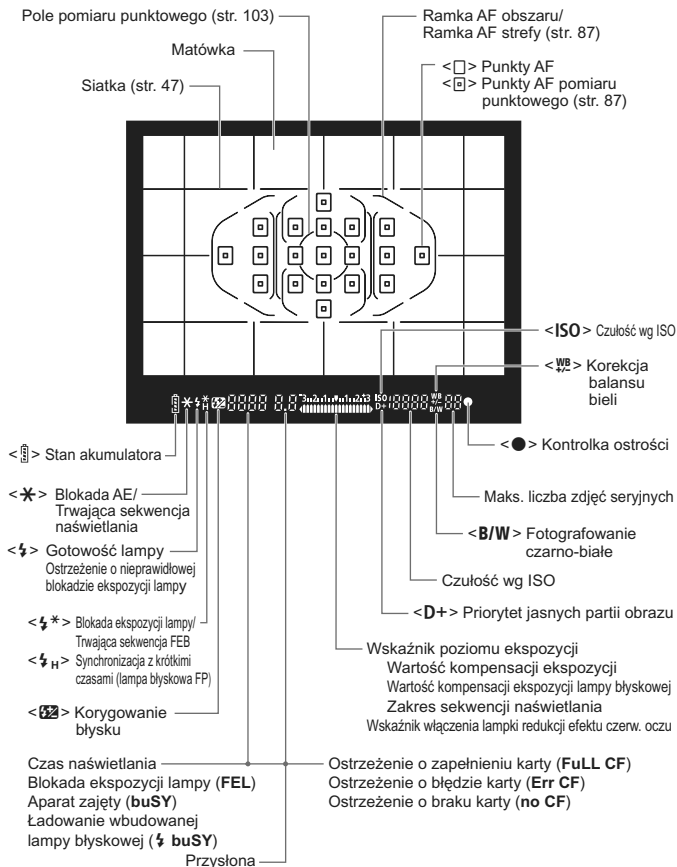 Pole pomiaru punktowego (str. 103)
Ramka AF obszaru/
Ramka AF strefy (str. 87)
Matówka
<□> Punkty AF
Siatka (str. 47)
<⊡> Punkty AF pomiaru
punktowego (str. 87)
<ISO> Czułość wg ISO
<WB +/-> Korekcja
balansu
bieli
<●> Kontrolka ostrości
<> Stan akumulatora
<✱> Blokada AE/
Trwająca sekwencja
naświetlania
Maks. liczba zdjęć seryjnych
<B/W> Fotografowanie
czarno-białe
<⚡> Gotowość lampy
Ostrzeżenie o nieprawidłowej
blokadzie ekspozycji lampy
Czułość wg ISO
<D+> Priorytet jasnych partii obrazu
<⚡*> Blokada ekspozycji lampy/
Trwająca sekwencja FEB
<⚡H> Synchronizacja z krótkimi
czasami (lampa błyskowa FP)
Wskaźnik poziomu ekspozycji
Wartość kompensacji ekspozycji
Wartość kompensacji ekspozycji lampy błyskowej
Zakres sekwencji naświetlania
Wskaźnik włączenia lampki redukcji efektu czerw. oczu
<> Korygowanie
błysku
Czas naświetlania
Blokada ekspozycji lampy (FEL)
Aparat zajęty (buSY)
Ładowanie wbudowanej
lampy błyskowej (⚡ buSY)
Przysłona
Ostrzeżenie o zapełnieniu karty (FuLL CF)
Ostrzeżenie o błędzie karty (Err CF)
Ostrzeżenie o braku karty (no CF)